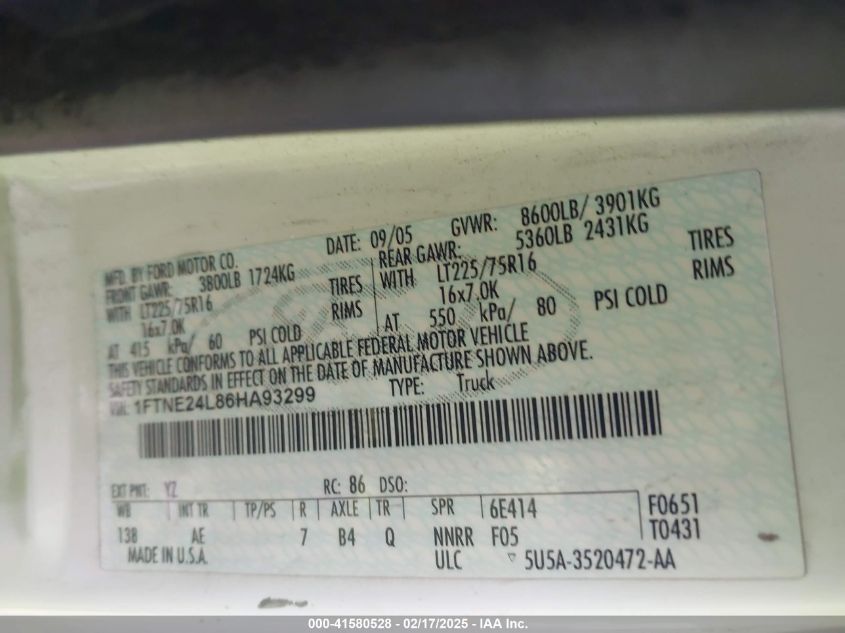 MFD. BY FORD MOTOR CO. DATE: 09/05 GVWR: 8600LB/ 3901KG
FRONT GAWR: 3800LB 1724KG REAR GAWR: 5360LB 2431KG
WITH LT225/75R16 TIRES WITH LT225/75R16 TIRES
16x7.0K RIMS 16x7.0K RIMS
AT 415 kPa/ 60 PSI COLD AT 550 kPa/ 80 PSI COLD
THIS VEHICLE CONFORMS TO ALL APPLICABLE FEDERAL MOTOR VEHICLE
SAFETY STANDARDS IN EFFECT ON THE DATE OF MANUFACTURE SHOWN ABOVE.
VIN: 1FTNE24L86HA93299 TYPE: Truck
EXT PNT: YZ RC: 86 DSO:
WB INT TR TP/PS R AXLE TR SPR 6E414 F0651
138 AE 7 B4 Q NNRR F05 T0431
MADE IN U.S.A. ULC 5U5A-3520472-AA
000-41580528 - 02/17/2025 - IAA Inc.